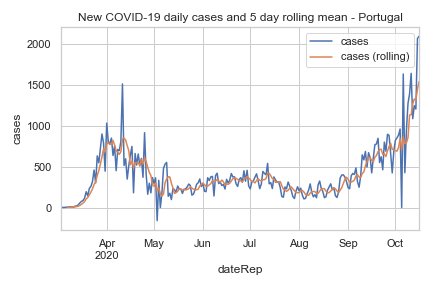 New COVID-19 daily cases and 5 day rolling mean - Portugal
cases
cases (rolling)
2000
1500
1000
500
0
cases
Apr
2020
May
Jun
Jul
Aug
Sep
Oct
dateRep